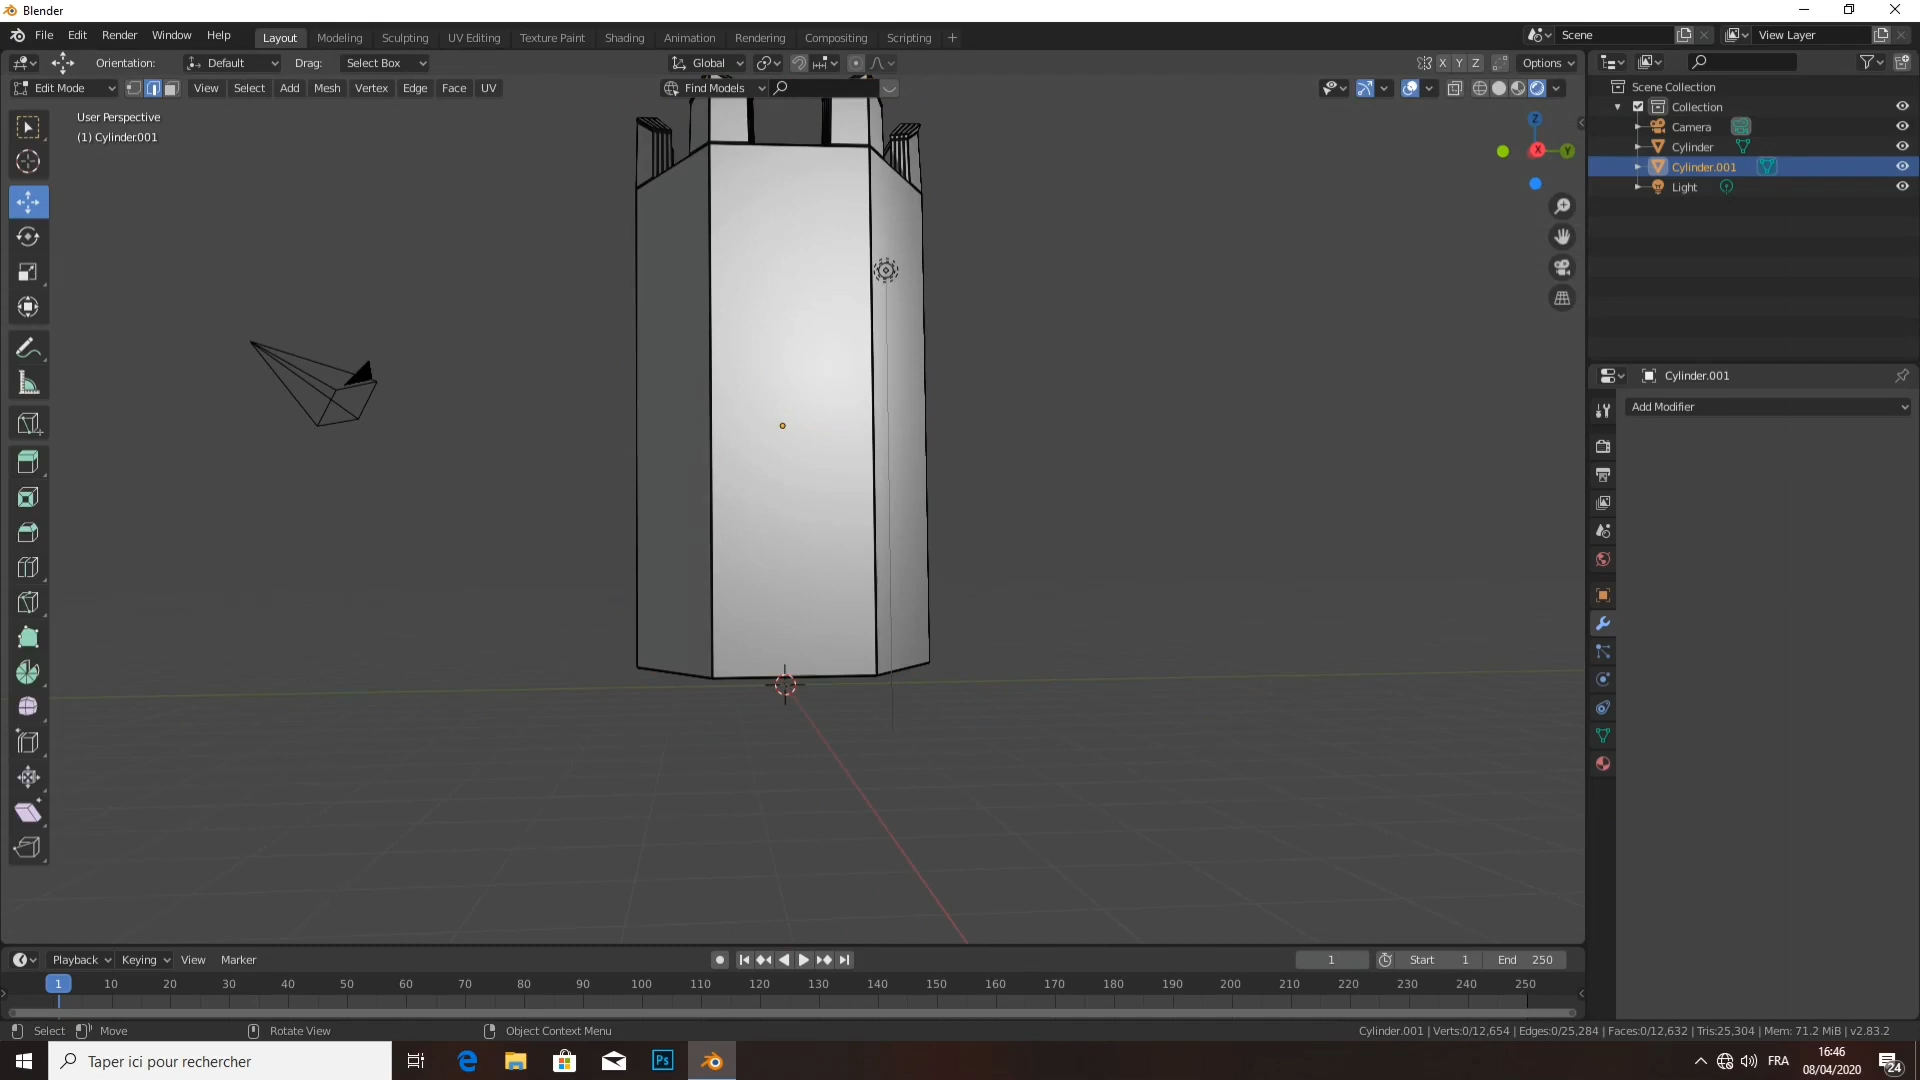 Blender
File Edit Render Window Help Layout Modeling Sculpting UV Editing Texture Paint Shading Animation Rendering Compositing Scripting + Scene View Layer
Orientation: Default Drag: Select Box Global X Y Z Options
Edit Mode View Select Add Mesh Vertex Edge Face UV Find Models
User Perspective
(1) Cylinder.001
Z
X
Y
Scene Collection
Collection
Camera
Cylinder
Cylinder.001
Light
Cylinder.001
Add Modifier
Playback Keying View Marker 1 Start 1 End 250
1 10 20 30 40 50 60 70 80 90 100 110 120 130 140 150 160 170 180 190 200 210 220 230 240 250
Select Move Rotate View Object Context Menu Cylinder.001 | Verts:0/12,654 | Edges:0/25,284 | Faces:0/12,632 | Tris:25,304 | Mem: 71.2 MiB | v2.83.2
Taper ici pour rechercher Ps FRA 16:46
08/04/2020 24